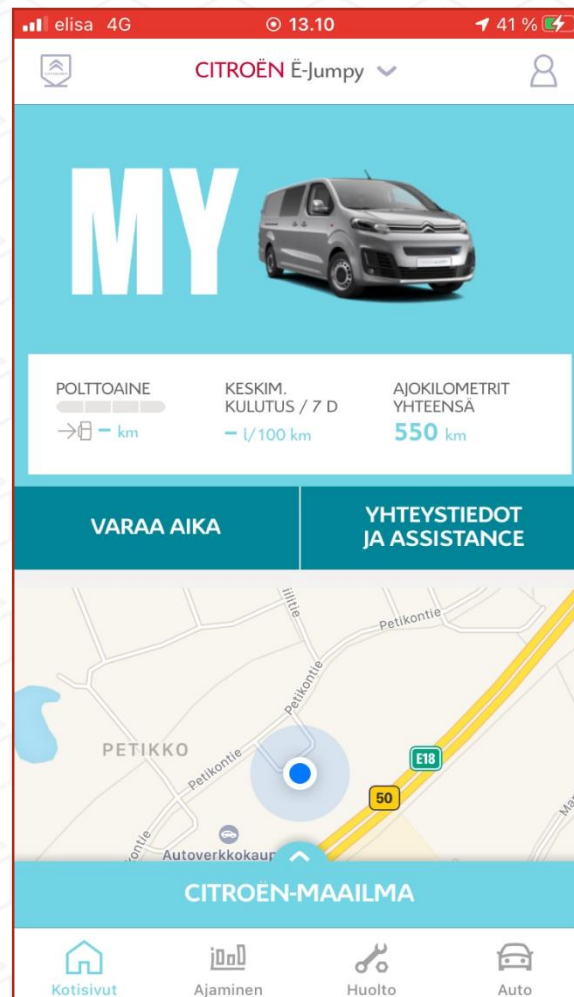 elisa 4G 13.10 41 %
CITROËN Ë-Jumpy
MY
POLTTOAINE
– km
KESKIM.
KULUTUS / 7 D
– l/100 km
AJOKILOMETRIT
YHTEENSÄ
550 km
VARAA AIKA
YHTEYSTIEDOT
JA ASSISTANCE
Petikontie
Petikontie
PETIKKO
Petikontie
E18
50
Autoverkkokaup
CITROËN-MAAILMA
Kotisivut
Ajaminen
Huolto
Auto